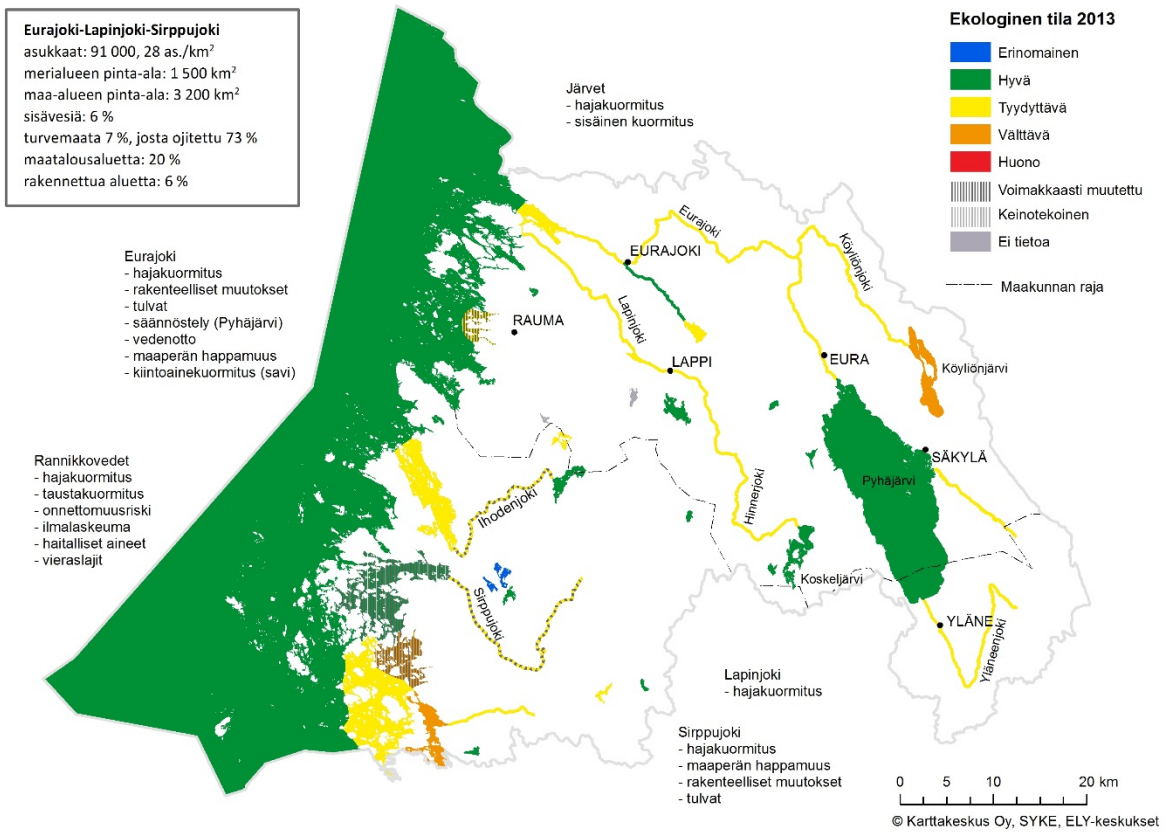 Eurajoki-Lapinjoki-Sirppujoki
asukkaat: 91 000, 28 as./km²
merialueen pinta-ala: 1 500 km²
maa-alueen pinta-ala: 3 200 km²
sisävesiä: 6 %
turvemaata 7 %, josta ojitettu 73 %
maatalousaluetta: 20 %
rakennettua aluetta: 6 %
Ekologinen tila 2013
Erinomainen
Hyvä
Tyydyttävä
Välttävä
Huono
Voimakkaasti muutettu
Keinotekoinen
Ei tietoa
Maakunnan raja
Järvet
- hajakuormitus
- sisäinen kuormitus
Eurajoki
- hajakuormitus
- rakenteelliset muutokset
- tulvat
- säännöstely (Pyhäjärvi)
- vedenotto
- maaperän happamuus
- kiintoainekuormitus (savi)
Rannikkovedet
- hajakuormitus
- taustakuormitus
- onnettomuusriski
- ilmalaskeuma
- haitalliset aineet
- vieraslajit
Eurajoki
Köyliönjoki
EURAJOKI
Lapinjoki
RAUMA
LAPPI
EURA
Köyliönjärvi
SÄKYLÄ
Pyhäjärvi
Hinnerjoki
Ihodenjoki
Koskeljärvi
Sirppujoki
YLÄNE
Yläneenjoki
Lapinjoki
- hajakuormitus
Sirppujoki
- hajakuormitus
- maaperän happamuus
- rakenteelliset muutokset
- tulvat
0 5 10 20 km
© Karttakeskus Oy, SYKE, ELY-keskukset